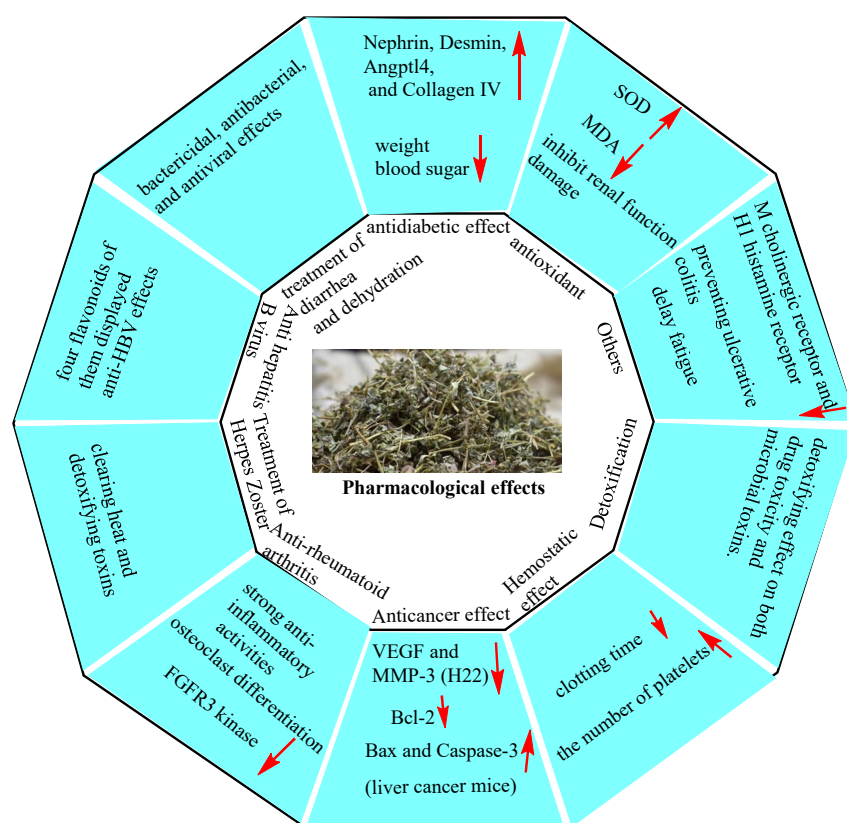 Nephrin, Desmin,
Angptl4,
and Collagen IV
weight
blood sugar
antidiabetic effect
SOD
MDA
inhibit renal function
damage
antioxidant
M cholinergic receptor and
H1 histamine receptor
preventing ulcerative
colitis
delay fatigue
Others
detoxifying effect on both
drug toxicity and
microbial toxins.
Detoxification
clotting time
the number of platelets
Hemostatic
effect
Anticancer effect
VEGF and
MMP-3 (H22)
Bcl-2
Bax and Caspase-3
(liver cancer mice)
Anti-rheumatoid
arthritis
strong anti-
inflammatory
activities
osteoclast differentiation
FGFR3 kinase
Treatment of
Herpes Zoster
clearing heat and
detoxifying toxins
Anti hepatitis
B virus
four flavonoids of
them displayed
anti-HBV effects
treatment of
diarrhea
and dehydration
bactericidal, antibacterial,
and antiviral effects
Pharmacological effects